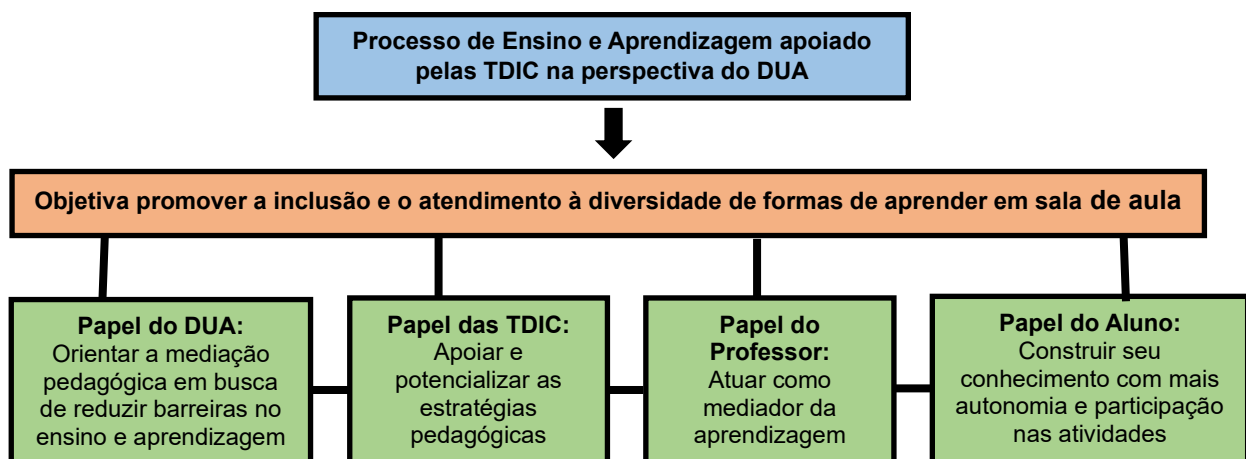 Processo de Ensino e Aprendizagem apoiado
pelas TDIC na perspectiva do DUA
Objetiva promover a inclusão e o atendimento à diversidade de formas de aprender em sala de aula
Papel do DUA:
Orientar a mediação
pedagógica em busca
de reduzir barreiras no
ensino e aprendizagem
Papel das TDIC:
Apoiar e
potencializar as
estratégias
pedagógicas
Papel do
Professor:
Atuar como
mediador da
aprendizagem
Papel do Aluno:
Construir seu
conhecimento com mais
autonomia e participação
nas atividades